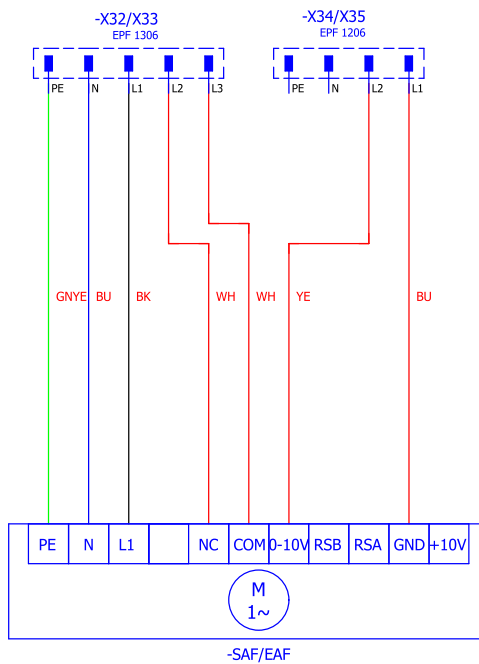 -X32/X33
EPF 1306
-X34/X35
EPF 1206
PE N L1 L2 L3
PE N L2 L1
GNYE BU BK WH WH YE BU
PE N L1 NC COM 0-10V RSB RSA GND +10V
M
1~
-SAF/EAF